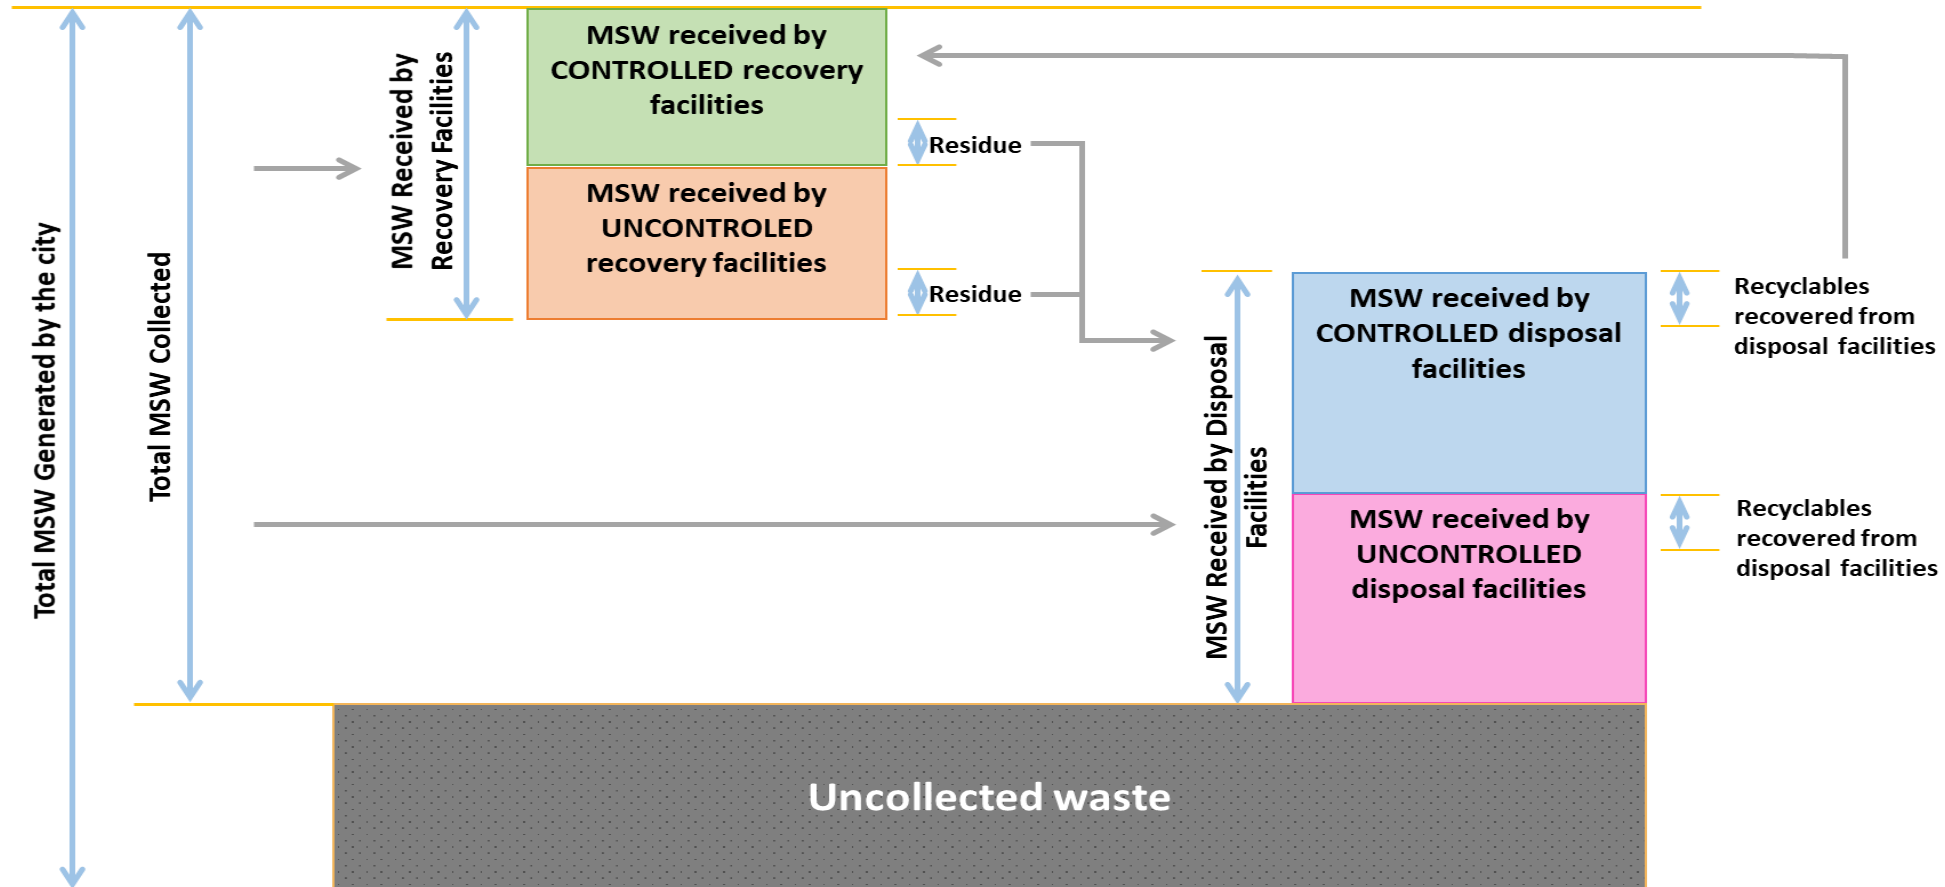 Total MSW Generated by the city
Total MSW Collected
MSW Received by
Recovery Facilities
MSW received by
CONTROLLED recovery
facilities
Residue
MSW received by
UNCONTROLED
recovery facilities
Residue
MSW Received by Disposal
Facilities
MSW received by
CONTROLLED disposal
facilities
Recyclables
recovered from
disposal facilities
MSW received by
UNCONTROLLED
disposal facilities
Recyclables
recovered from
disposal facilities
Uncollected waste